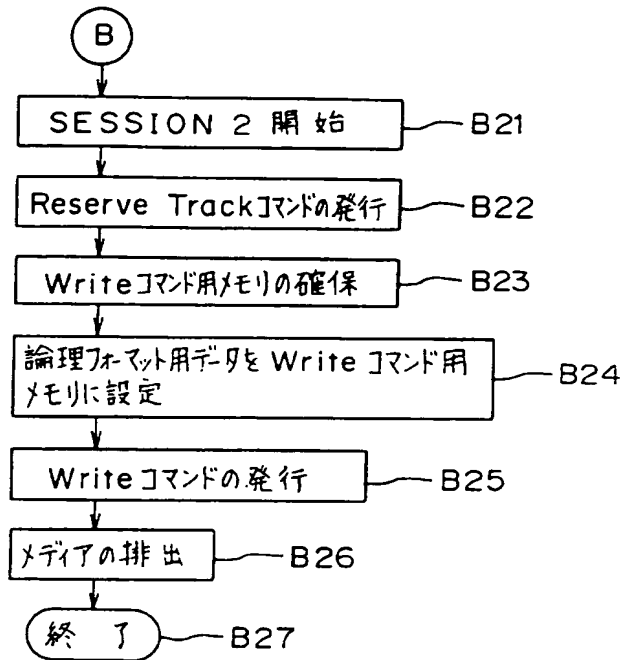 B
SESSION 2 開始
B21
Reserve Trackコマンドの発行
B22
Writeコマンド用メモリの確保
B23
論理フォーマット用データをWriteコマンド用
メモリに設定
B24
Writeコマンドの発行
B25
メディアの排出
B26
終了
B27